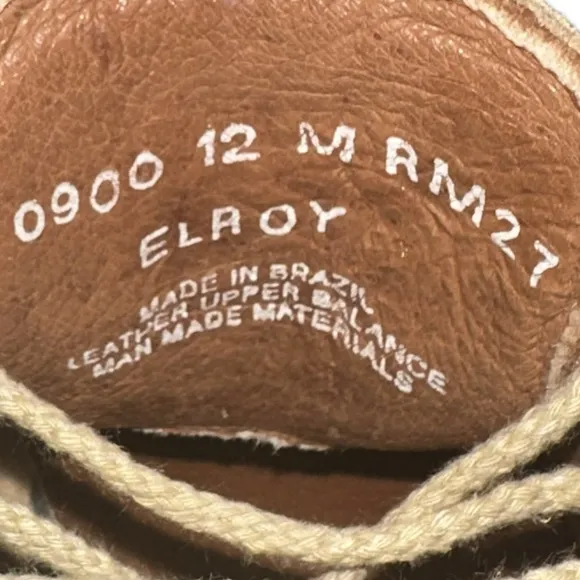 0900 12 M RM27
ELROY
MADE IN BRAZIL
LEATHER UPPER BALANCE
MAN MADE MATERIALS